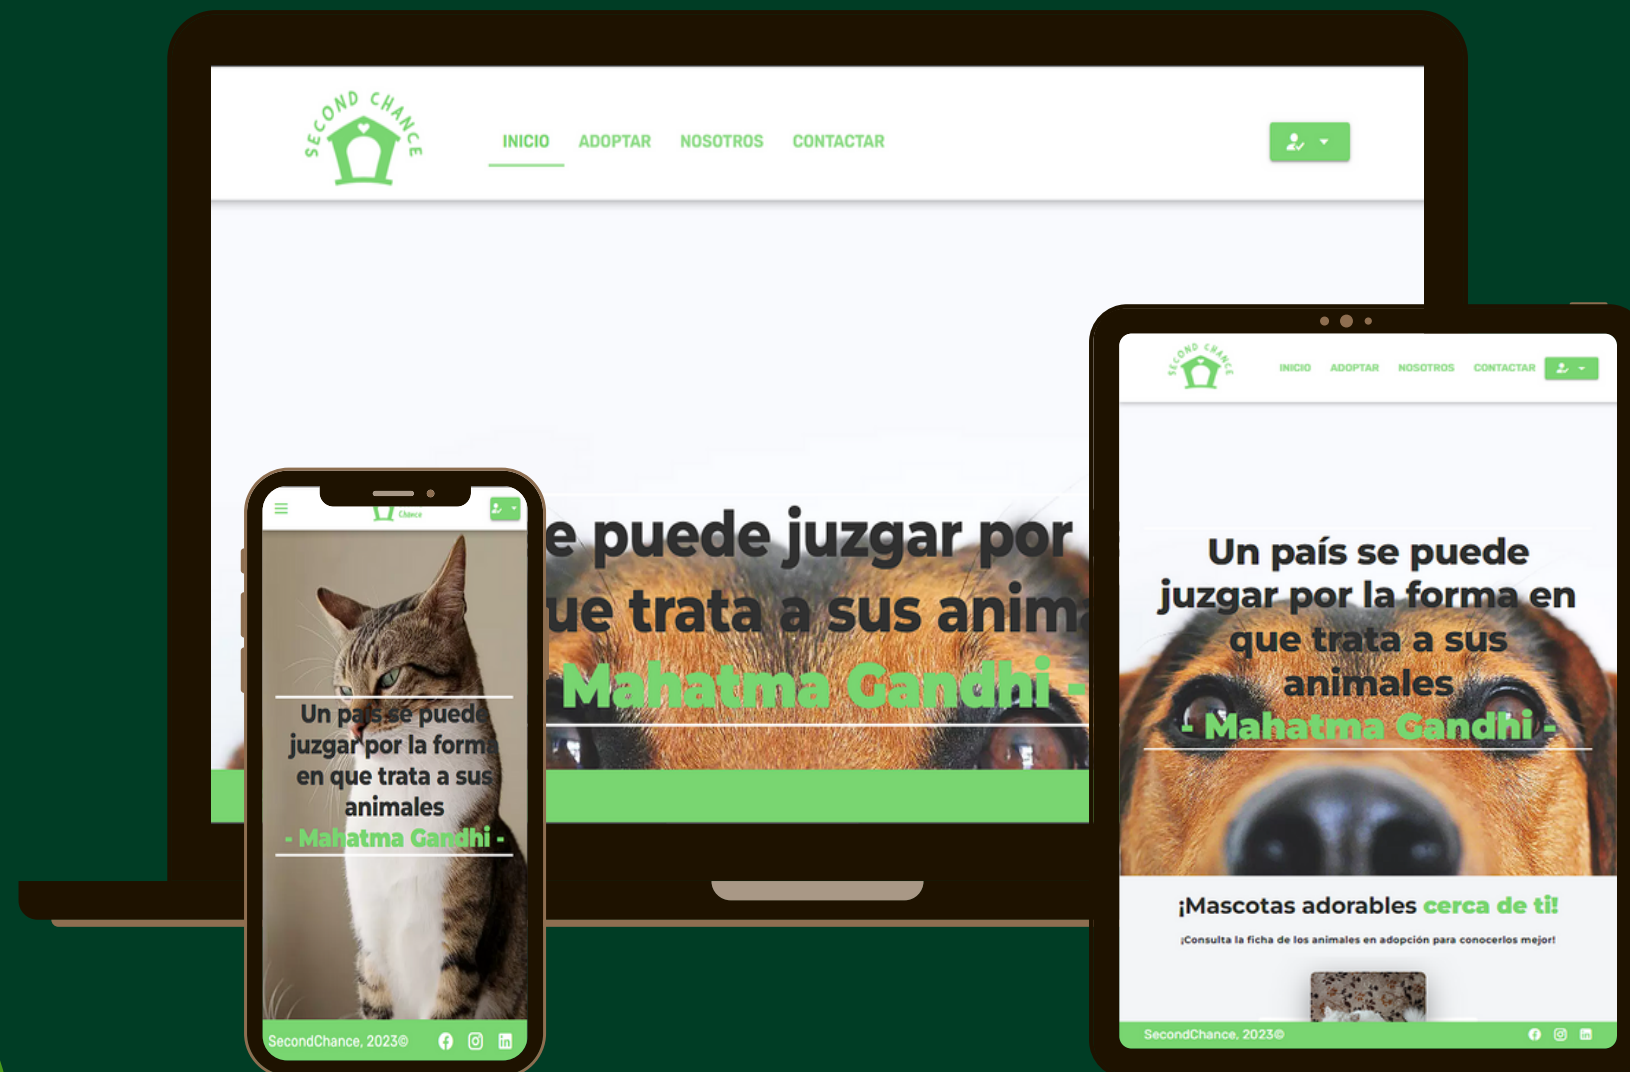 SECOND CHANCE
INICIO ADOPTAR NOSOTROS CONTACTAR
e puede juzgar por
ue trata a sus anim
Mahatma Gandhi -
Chance
Un país se puede
juzgar por la forma
en que trata a sus
animales
- Mahatma Gandhi -
SecondChance, 2023©
SECOND CHANCE
INICIO ADOPTAR NOSOTROS CONTACTAR
Un país se puede
juzgar por la forma en
que trata a sus
animales
- Mahatma Gandhi -
¡Mascotas adorables cerca de ti!
¡Consulta la ficha de los animales en adopción para conocerlos mejor!
SecondChance, 2023©